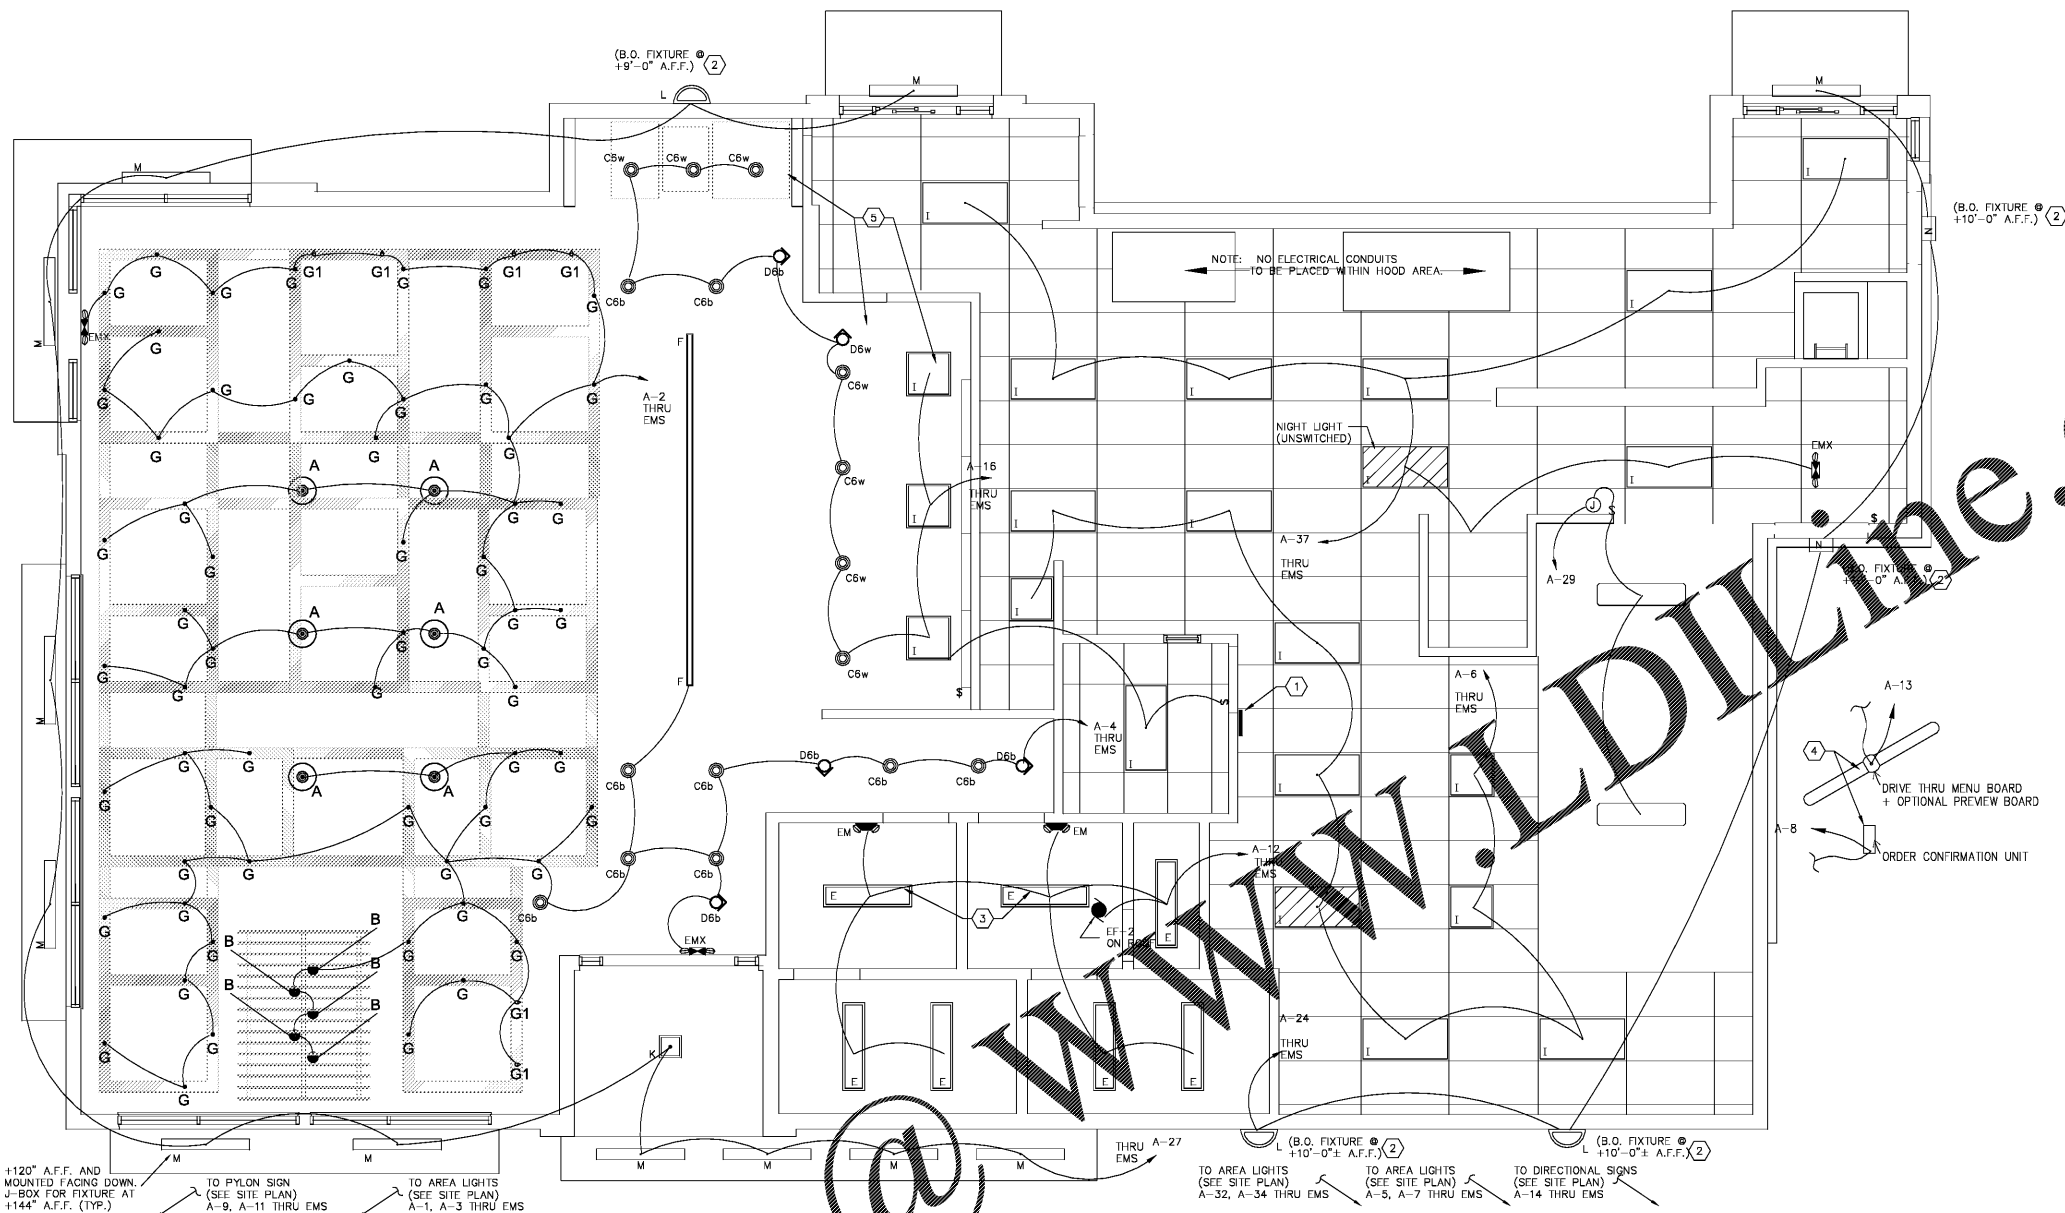 (B.O. FIXTURE @
+9'-0" A.F.F.) 2
L
M
M
M
C6w C6w C6w
5
I
I
(B.O. FIXTURE @
+10'-0" A.F.F.) 2
N
D6b
C6b C6b
NOTE: NO ELECTRICAL CONDUITS
TO BE PLACED WITHIN HOOD AREA.
I
G G1 G1 G1 G1
G G G G G
EMX
M
F
D6w
C6w
I
I I I
G G G
G G G G G
A-2
THRU
EMS
G G G
NIGHT LIGHT
(UNSWITCHED)
I
I
EMX
A A
C6w
A-16
THRU
EMS
I
I I
J
S
$
G G
G G G
A-37
THRU
EMS
A-29
N
(B.O. FIXTURE @
2
C6w
I
A A
G G G
G G
I
I
C6w
F
$
S
1
A-6
THRU
EMS
G G G G
M
A-4
THRU
EMS
I
A-13
4
DRIVE THRU MENU BOARD
+ OPTIONAL PREVIEW BOARD
A-8
ORDER CONFIRMATION UNIT
D6b C6b C6b D6b
C6b C6b
I I
G G G G
A A
G G G G G
EM EM
A-12
THRU
EMS
G G G G
C6b C6b
E E E
3
I I
C6b D6b
EMX
EF-2
ON ROOF
G G G
B B
G G G G
B B
G G
B
G1
G G G
G1
G
K
E E E E
A-24
THRU
EMS
I I
M
M M
M M M M
THRU A-27
EMS
L (B.O. FIXTURE @
+10'-0"± A.F.F.) 2
L (B.O. FIXTURE @
+10'-0"± A.F.F.) 2
+120" A.F.F. AND
MOUNTED FACING DOWN.
J-BOX FOR FIXTURE AT
+144" A.F.F. (TYP.)
TO PYLON SIGN
(SEE SITE PLAN)
A-9, A-11 THRU EMS
TO AREA LIGHTS
(SEE SITE PLAN)
A-1, A-3 THRU EMS
TO AREA LIGHTS
(SEE SITE PLAN)
A-32, A-34 THRU EMS
TO AREA LIGHTS
(SEE SITE PLAN)
A-5, A-7 THRU EMS
TO DIRECTIONAL SIGNS
(SEE SITE PLAN)
A-14 THRU EMS
@ www.LDILine.